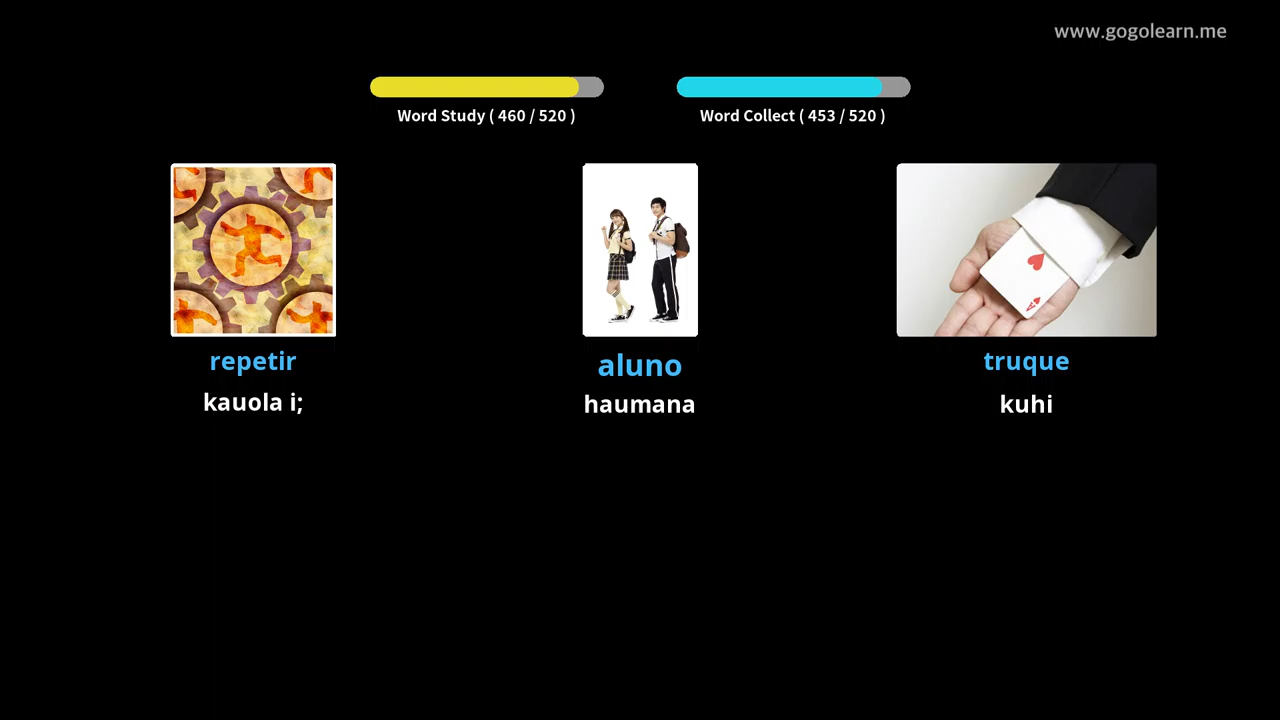 www.gogolearn.me
Word Study ( 460 / 520 )
Word Collect ( 453 / 520 )
repetir
kauola i;
aluno
haumana
truque
kuhi